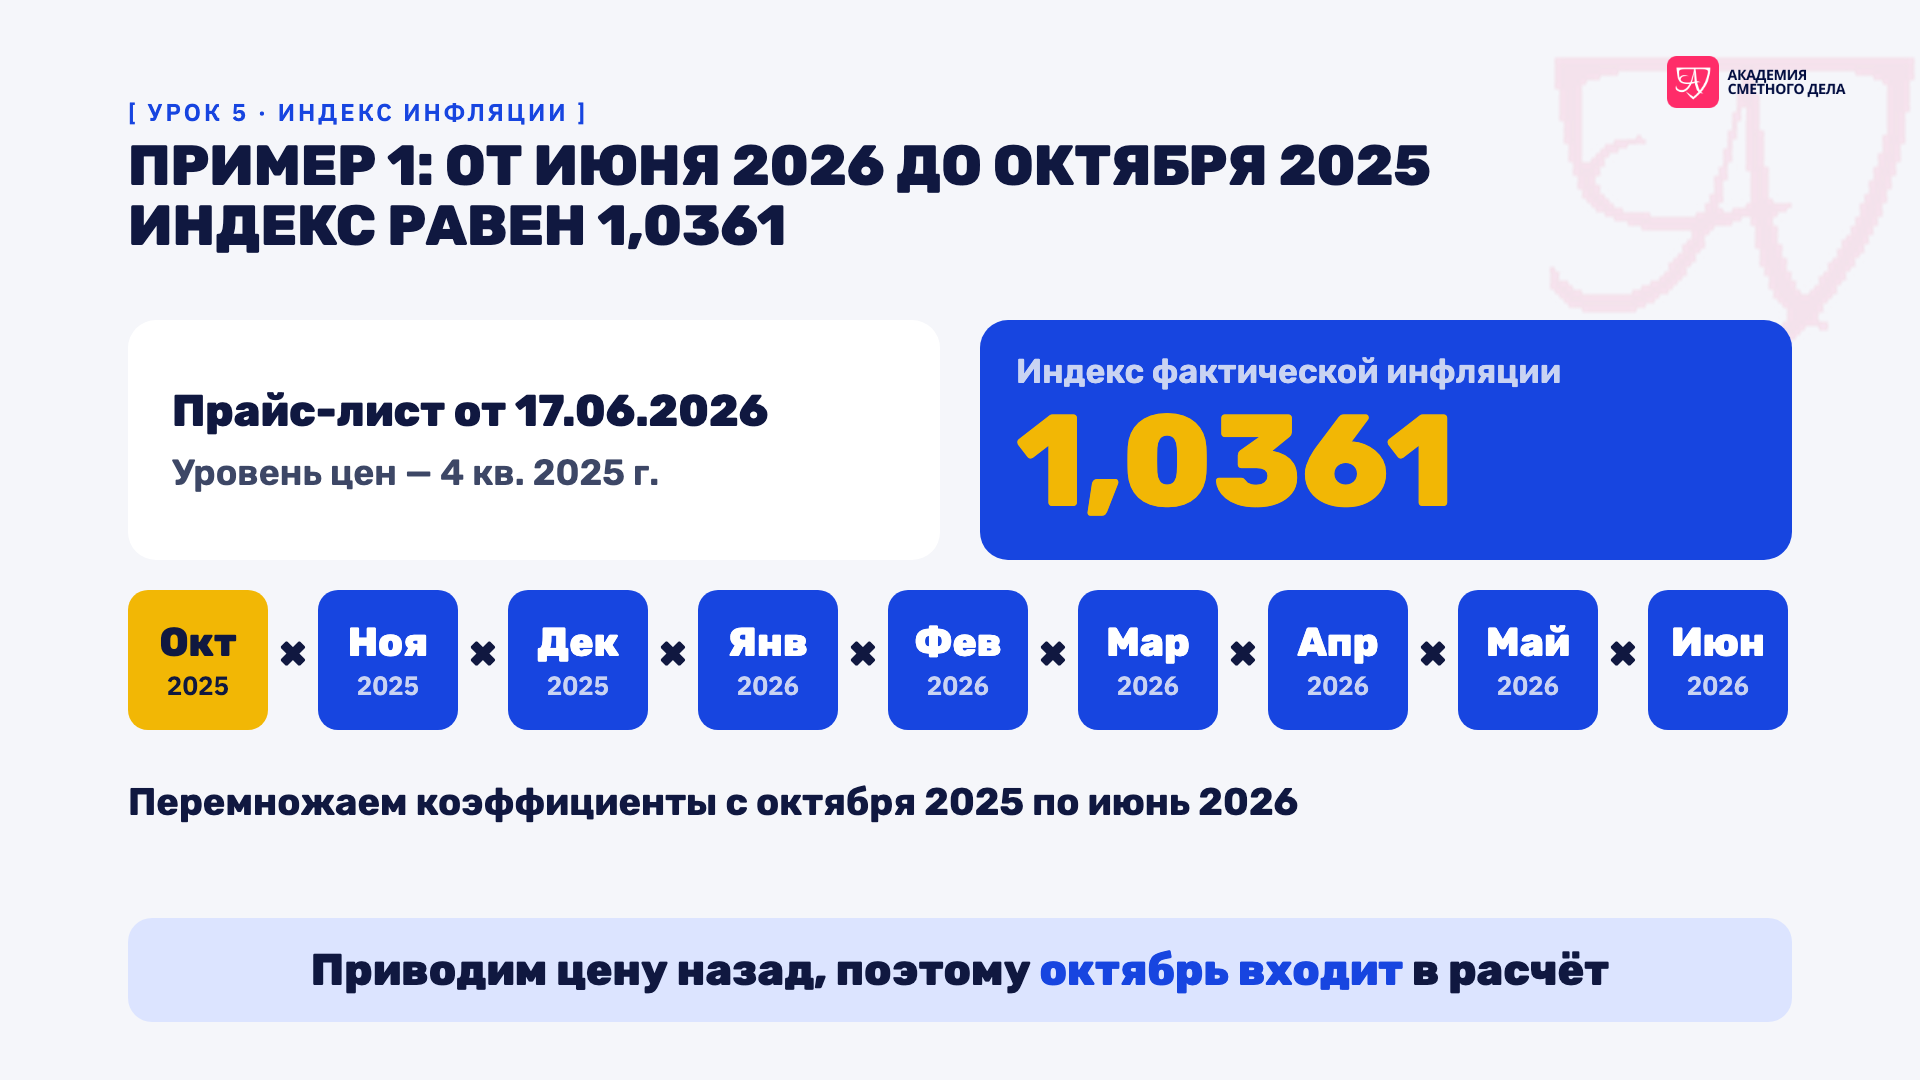 [ УРОК 5 · ИНДЕКС ИНФЛЯЦИИ ]
АКАДЕМИЯ
СМЕТНОГО ДЕЛА
ПРИМЕР 1: ОТ ИЮНЯ 2026 ДО ОКТЯБРЯ 2025
ИНДЕКС РАВЕН 1,0361
Прайс-лист от 17.06.2026
Уровень цен — 4 кв. 2025 г.
Индекс фактической инфляции
1,0361
Окт ✖ Ноя ✖ Дек ✖ Янв ✖ Фев ✖ Мар ✖ Апр ✖ Май ✖ Июн
2025 2025 2025 2026 2026 2026 2026 2026 2026
Перемножаем коэффициенты с октября 2025 по июнь 2026
Приводим цену назад, поэтому октябрь входит в расчёт